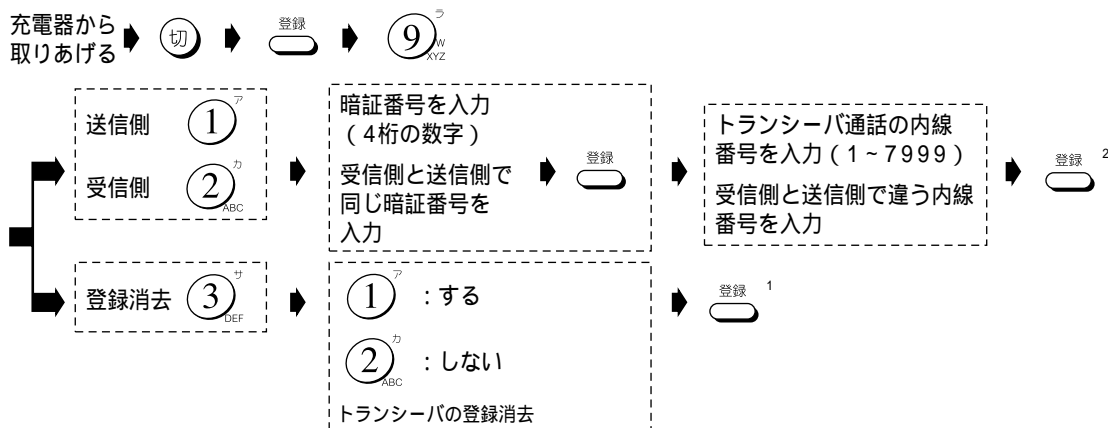 充電器から
取りあげる
切
登録
9
ラ
W
XYZ
送信側
1
ア
受信側
2
カ
ABC
暗証番号を入力
(4桁の数字)
受信側と送信側で
同じ暗証番号を
入力
登録
トランシーバ通話の内線
番号を入力(1~7999)
受信側と送信側で違う内線
番号を入力
登録 2
登録消去
3
サ
DEF
1
ア
:する
2
カ
ABC
:しない
トランシーバの登録消去
登録 1